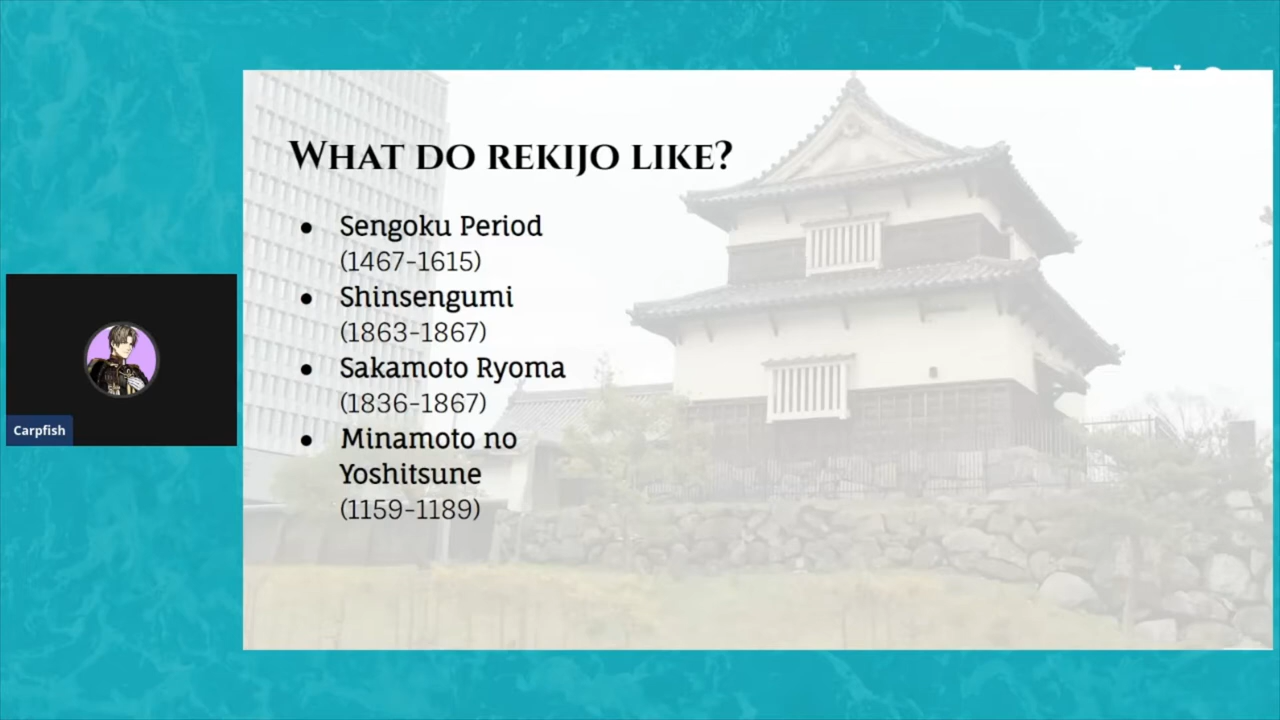 WHAT DO REKIJO LIKE?
● Sengoku Period
(1467-1615)
● Shinsengumi
(1863-1867)
● Sakamoto Ryoma
(1836-1867)
● Minamoto no
Yoshitsune
(1159-1189)
Carpfish